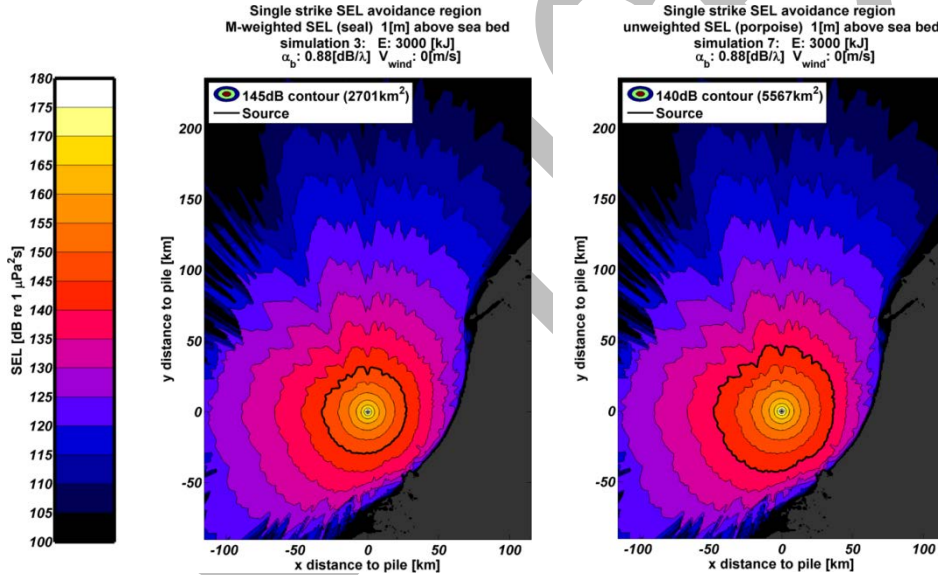 Single strike SEL avoidance region
M-weighted SEL (seal) 1[m] above sea bed
simulation 3: E: 3000 [kJ]
αb: 0.88[dB/λ] Vwind: 0[m/s]
145dB contour (2701km²)
Source
SEL [dB re 1 μPa²s]
180
175
170
165
160
155
150
145
140
135
130
125
120
115
110
105
100
y distance to pile [km]
200
150
100
50
0
-50
-100 -50 0 50 100
x distance to pile [km]
Single strike SEL avoidance region
unweighted SEL (porpoise) 1[m] above sea bed
simulation 7: E: 3000 [kJ]
αb: 0.88[dB/λ] Vwind: 0[m/s]
140dB contour (5567km²)
Source
y distance to pile [km]
200
150
100
50
0
-50
-100 -50 0 50 100
x distance to pile [km]